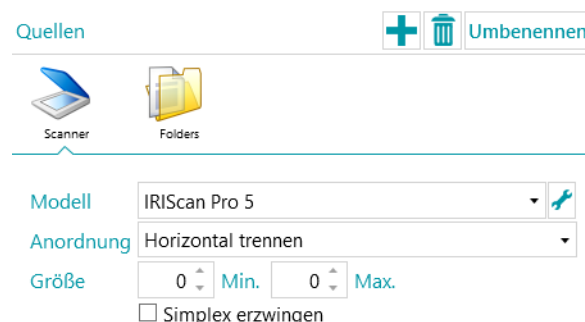 Quellen
Umbenennen
Scanner
Folders
Modell IRIScan Pro 5
Anordnung Horizontal trennen
Größe 0 Min. 0 Max.
Simplex erzwingen